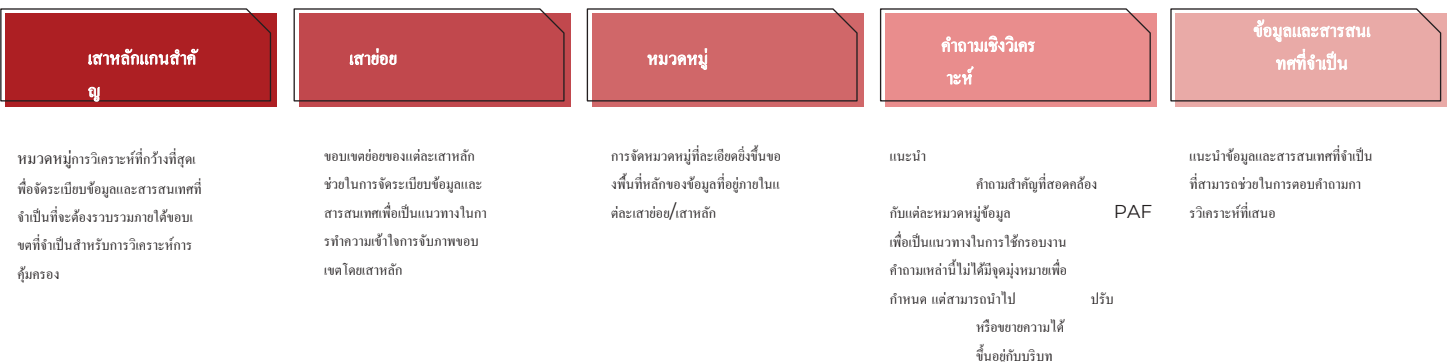 เสาหลักแกนสำคั
ญ
หมวดหมู่การวิเคราะห์ที่กว้างที่สุดเ
พื่อจัดระเบียบข้อมูลและสารสนเทศที่
จำเป็นที่จะต้องรวบรวมภายใต้ขอบเ
ขตที่จำเป็นสำหรับการวิเคราะห์การ
คุ้มครอง
เสาย่อย
ขอบเขตย่อยของแต่ละเสาหลัก
ช่วยในการจัดระเบียบข้อมูลและ
สารสนเทศเพื่อเป็นแนวทางในกา
รทำความเข้าใจการจับภาพขอบ
เขตโดยเสาหลัก
หมวดหมู่
การจัดหมวดหมู่ที่ละเอียดยิ่งขึ้นขอ
งพื้นที่หลักของข้อมูลที่อยู่ภายในแ
ต่ละเสาย่อย/เสาหลัก
คำถามเชิงวิเคร
าะห์
แนะนำ
คำถามสำคัญที่สอดคล้อง
กับแต่ละหมวดหมู่ข้อมูล PAF
เพื่อเป็นแนวทางในการใช้กรอบงาน
คำถามเหล่านี้ไม่ได้มีจุดมุ่งหมายเพื่อ
กำหนด แต่สามารถนำไป ปรับ
หรือขยายความได้
ขึ้นอยู่กับบริบท
ข้อมูลและสารสนเ
ทศที่จำเป็น
แนะนำข้อมูลและสารสนเทศที่จำเป็น
ที่สามารถช่วยในการตอบคำถามกา
รวิเคราะห์ที่เสนอ